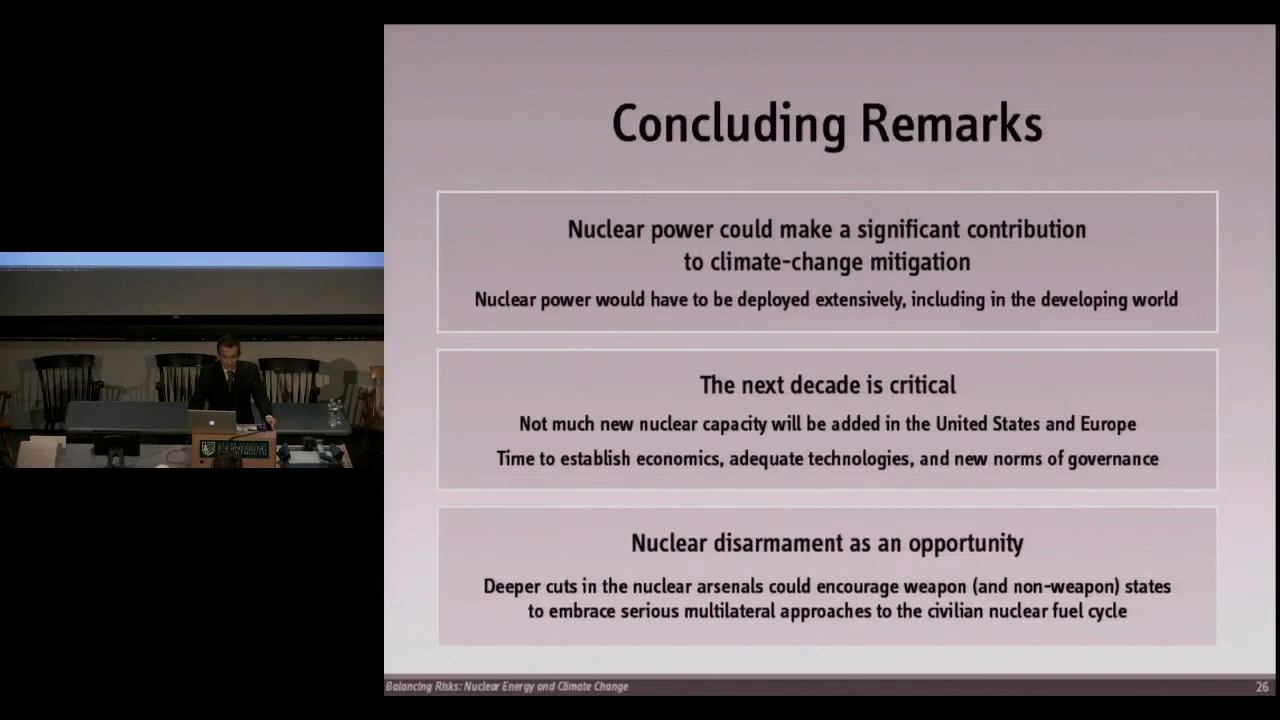 Concluding Remarks
Nuclear power could make a significant contribution
to climate-change mitigation
Nuclear power would have to be deployed extensively, including in the developing world
The next decade is critical
Not much new nuclear capacity will be added in the United States and Europe
Time to establish economics, adequate technologies, and new norms of governance
Nuclear disarmament as an opportunity
Deeper cuts in the nuclear arsenals could encourage weapon (and non-weapon) states
to embrace serious multilateral approaches to the civilian nuclear fuel cycle
Balancing Risks: Nuclear Energy and Climate Change
26
ENGINEERING